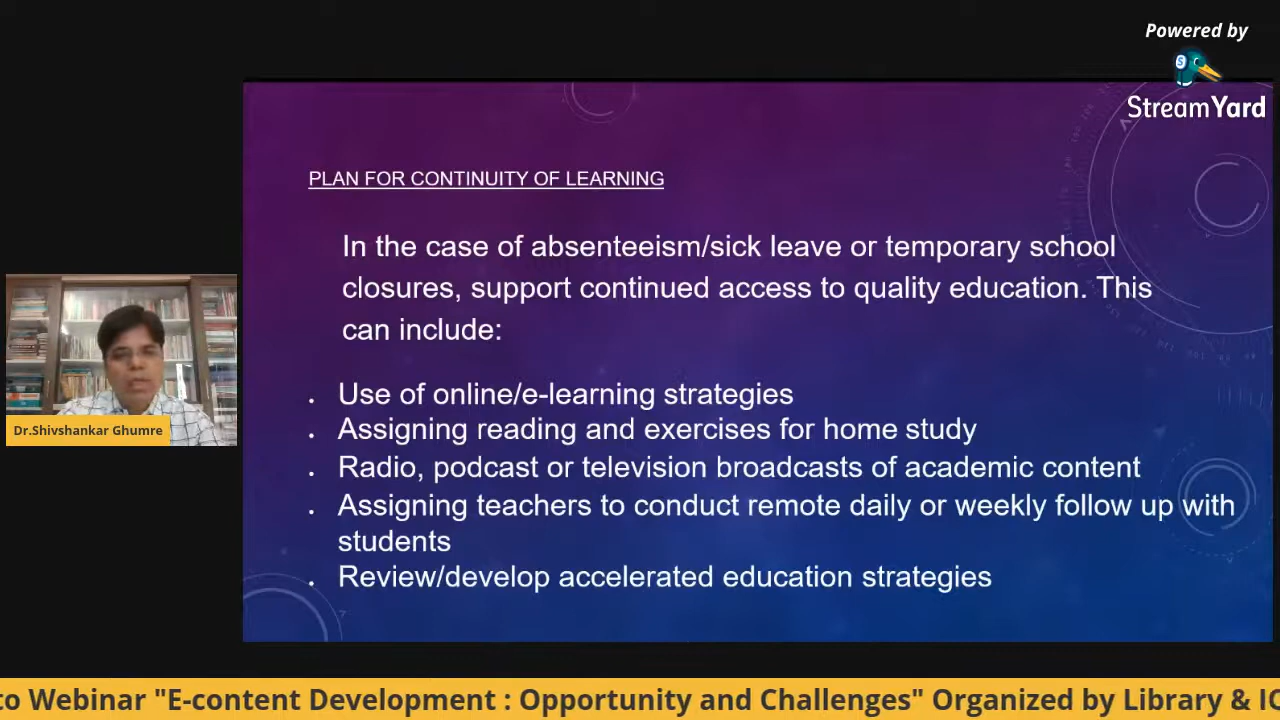 Powered by
StreamYard
PLAN FOR CONTINUITY OF LEARNING
In the case of absenteeism/sick leave or temporary school
closures, support continued access to quality education. This
can include:
. Use of online/e-learning strategies
. Assigning reading and exercises for home study
. Radio, podcast or television broadcasts of academic content
. Assigning teachers to conduct remote daily or weekly follow up with
students
. Review/develop accelerated education strategies
Dr.Shivshankar Ghumre
to Webinar "E-content Development : Opportunity and Challenges" Organized by Library &